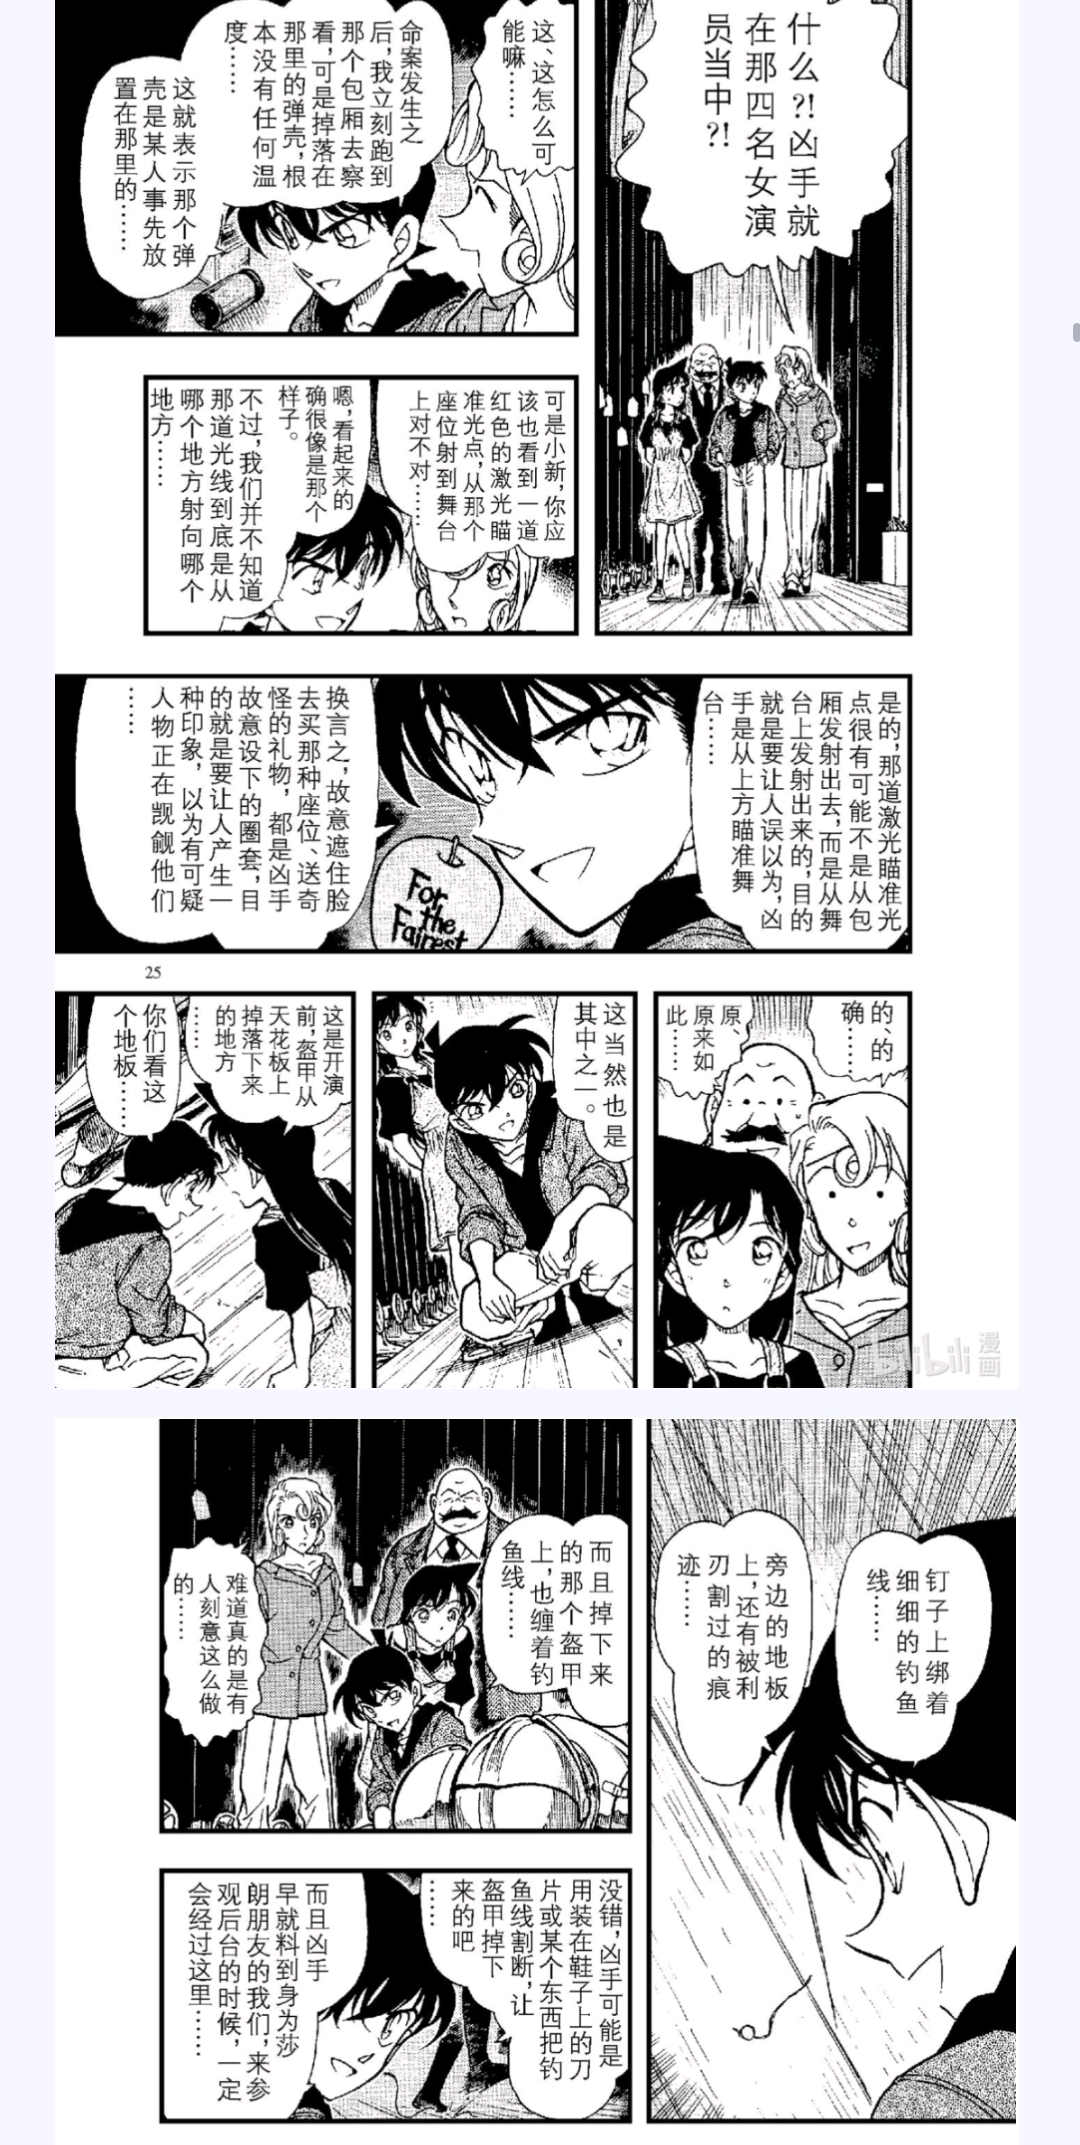 什么?!凶手就
在那四名女演
员当中?!
这、这怎么可
能嘛……
命案发生之
后，我立刻跑到
那个包厢去察
看，可是掉落在
那里的弹壳，根
本没有任何温
度……
这就表示那个弹
壳是某人事先放
置在那里的……
可是小新，你应
该也看到一道
红色的激光瞄
准光点，从那个
座位射到舞台
上对不对……
嗯，看起来的
确很像是那个
样子。
不过，我们并不知道
那道光线到底是从
哪个地方射向哪个
地方……
是的，那道激光瞄准光
点很有可能不是从包
厢发射出去，而是从舞
台上发射出来的，目的
就是要让人误以为，凶
手是从上方瞄准舞
台……
For
the
Fairest
换言之，故意遮住脸
去买那种座位、送奇
怪的礼物，都是凶手
故意设下的圈套，目
的就是要让人产生一
种印象，以为有可疑
人物正在觊觎他们
……
25
的、的
确……
原、
原来如
此……
这当然也是
其中之一。
这是开演
前，盔甲从
天花板上
掉落下来
的地方
……
你们看这
个地板……
bilibili
漫画
钉子上绑着
细细的钓鱼
线……
旁边的地板
上，还有被利
刃割过的痕
迹……
而且掉下来
的那个盔甲
上，也缠着钓
鱼线……
难道真的是有
人刻意这么做
的……
没错，凶手可能是
用装在鞋子上的刀
片或某个东西把钓
鱼线割断，让
盔甲掉下
来的吧
……
而且凶手
早就料到身为莎
朗朋友的我们，来参
观后台的时候，一定
会经过这里……